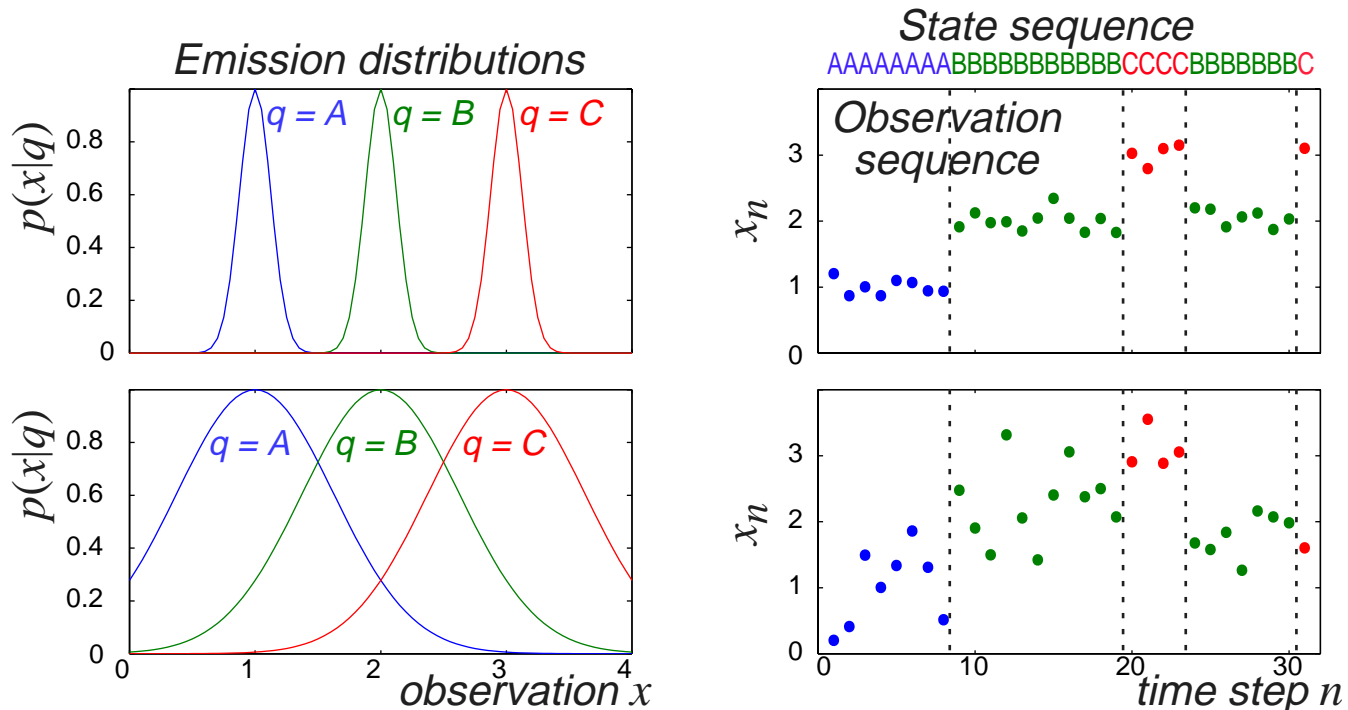 Emission distributions
q = A
q = B
q = C
p(x|q)
0.8
0.6
0.4
0.2
0
State sequence
AAAAAAAABBBBBBBBBBBCCCCBBBBBBBC
Observation
sequence
xn
3
2
1
0
p(x|q)
q = A
q = B
q = C
0.8
0.6
0.4
0.2
0
0 1 2 3 4
observation x
xn
3
2
1
0
0 10 20 30
time step n